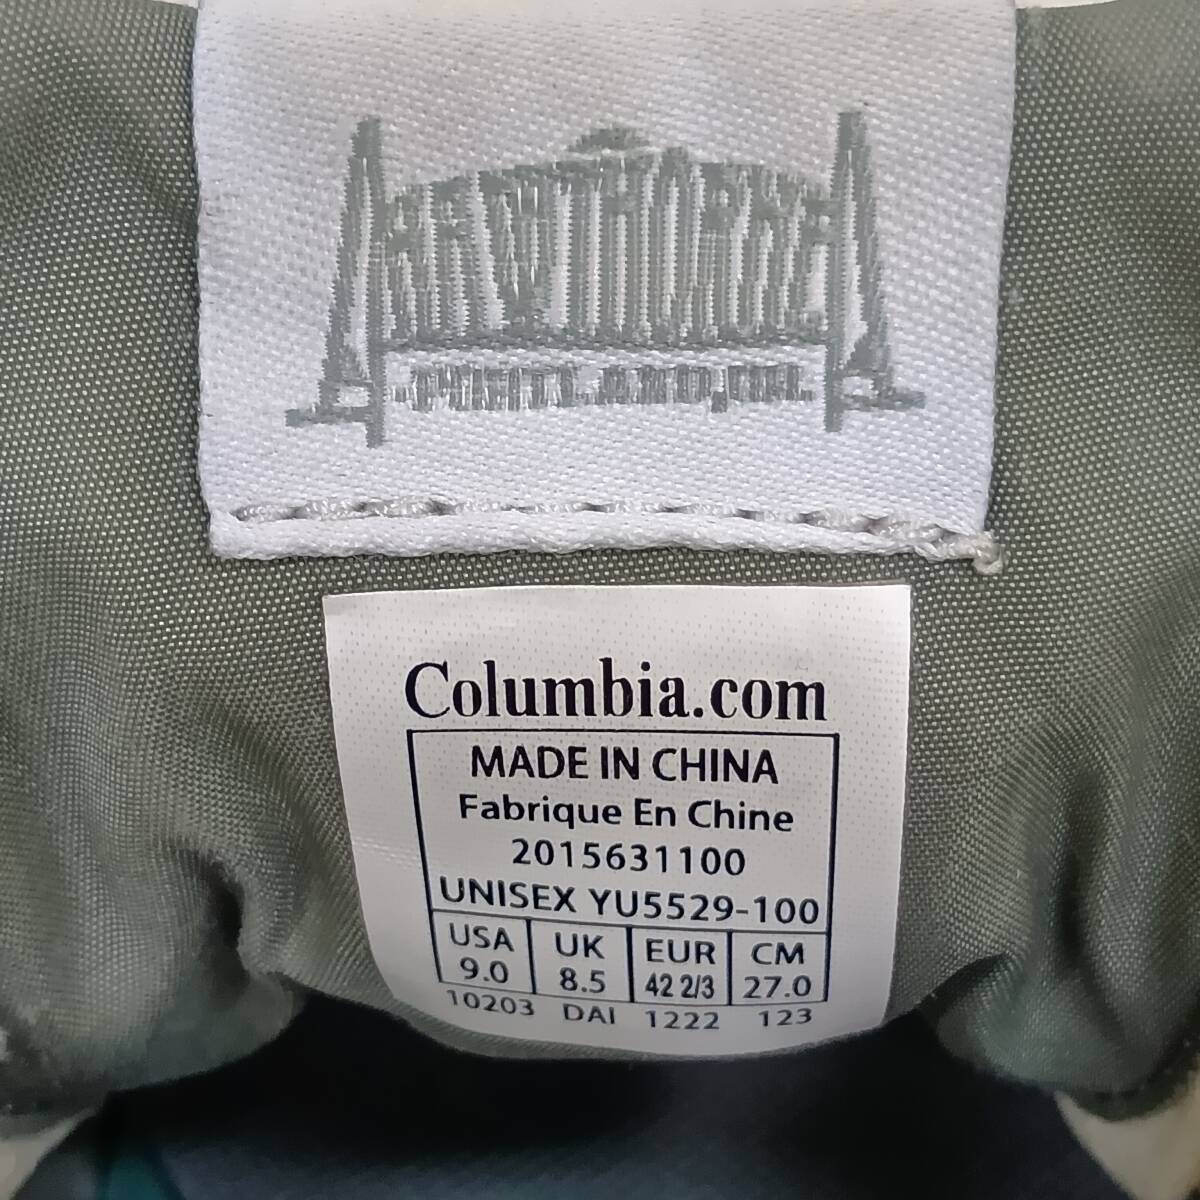 Columbia.com
MADE IN CHINA
Fabrique En Chine
2015631100
UNISEX YU5529-100
USA UK EUR CM
9.0 8.5 42 2/3 27.0
10203 DAI 1222 123